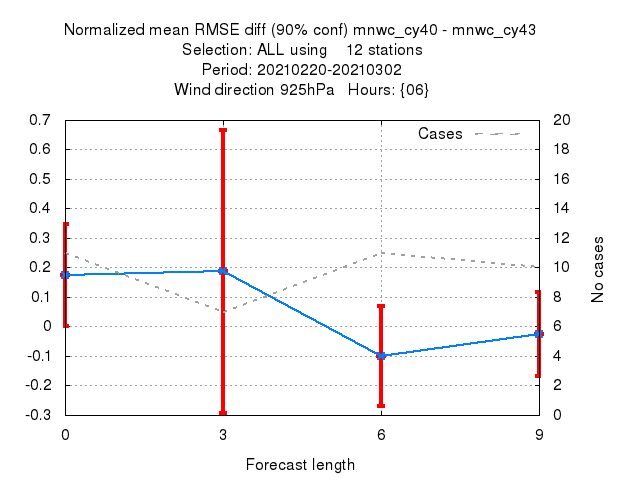 Normalized mean RMSE diff (90% conf) mnwc_cy40 - mnwc_cy43
Selection: ALL using    12 stations
Period: 20210220-20210302
Wind direction 925hPa   Hours: {06}
Cases
0.7
0.6
0.5
0.4
0.3
0.2
0.1
0
-0.1
-0.2
-0.3
20
18
16
14
12
10
8
6
4
2
0
No cases
0 3 6 9
Forecast length